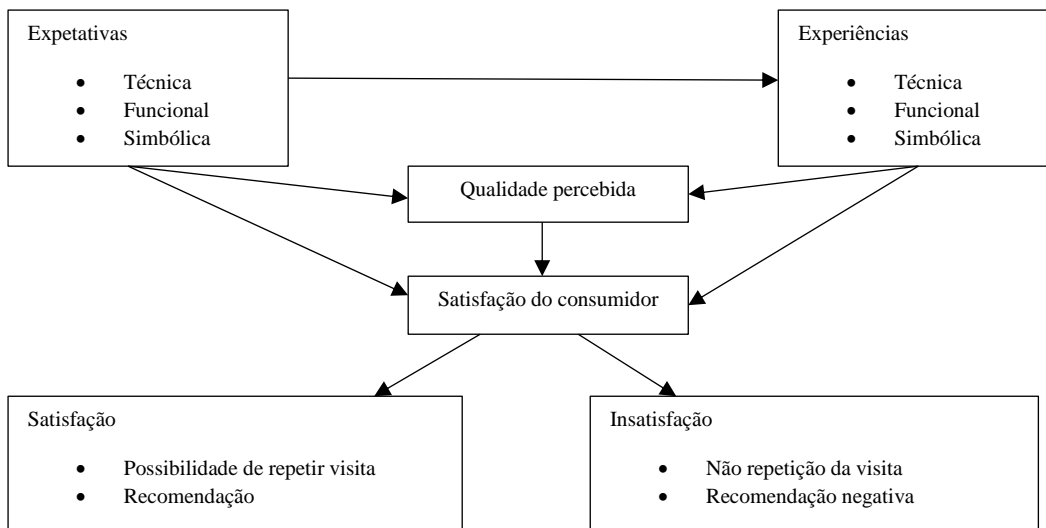 Expetativas
• Técnica
• Funcional
• Simbólica
Experiências
• Técnica
• Funcional
• Simbólica
Qualidade percebida
Satisfação do consumidor
Satisfação
• Possibilidade de repetir visita
• Recomendação
Insatisfação
• Não repetição da visita
• Recomendação negativa